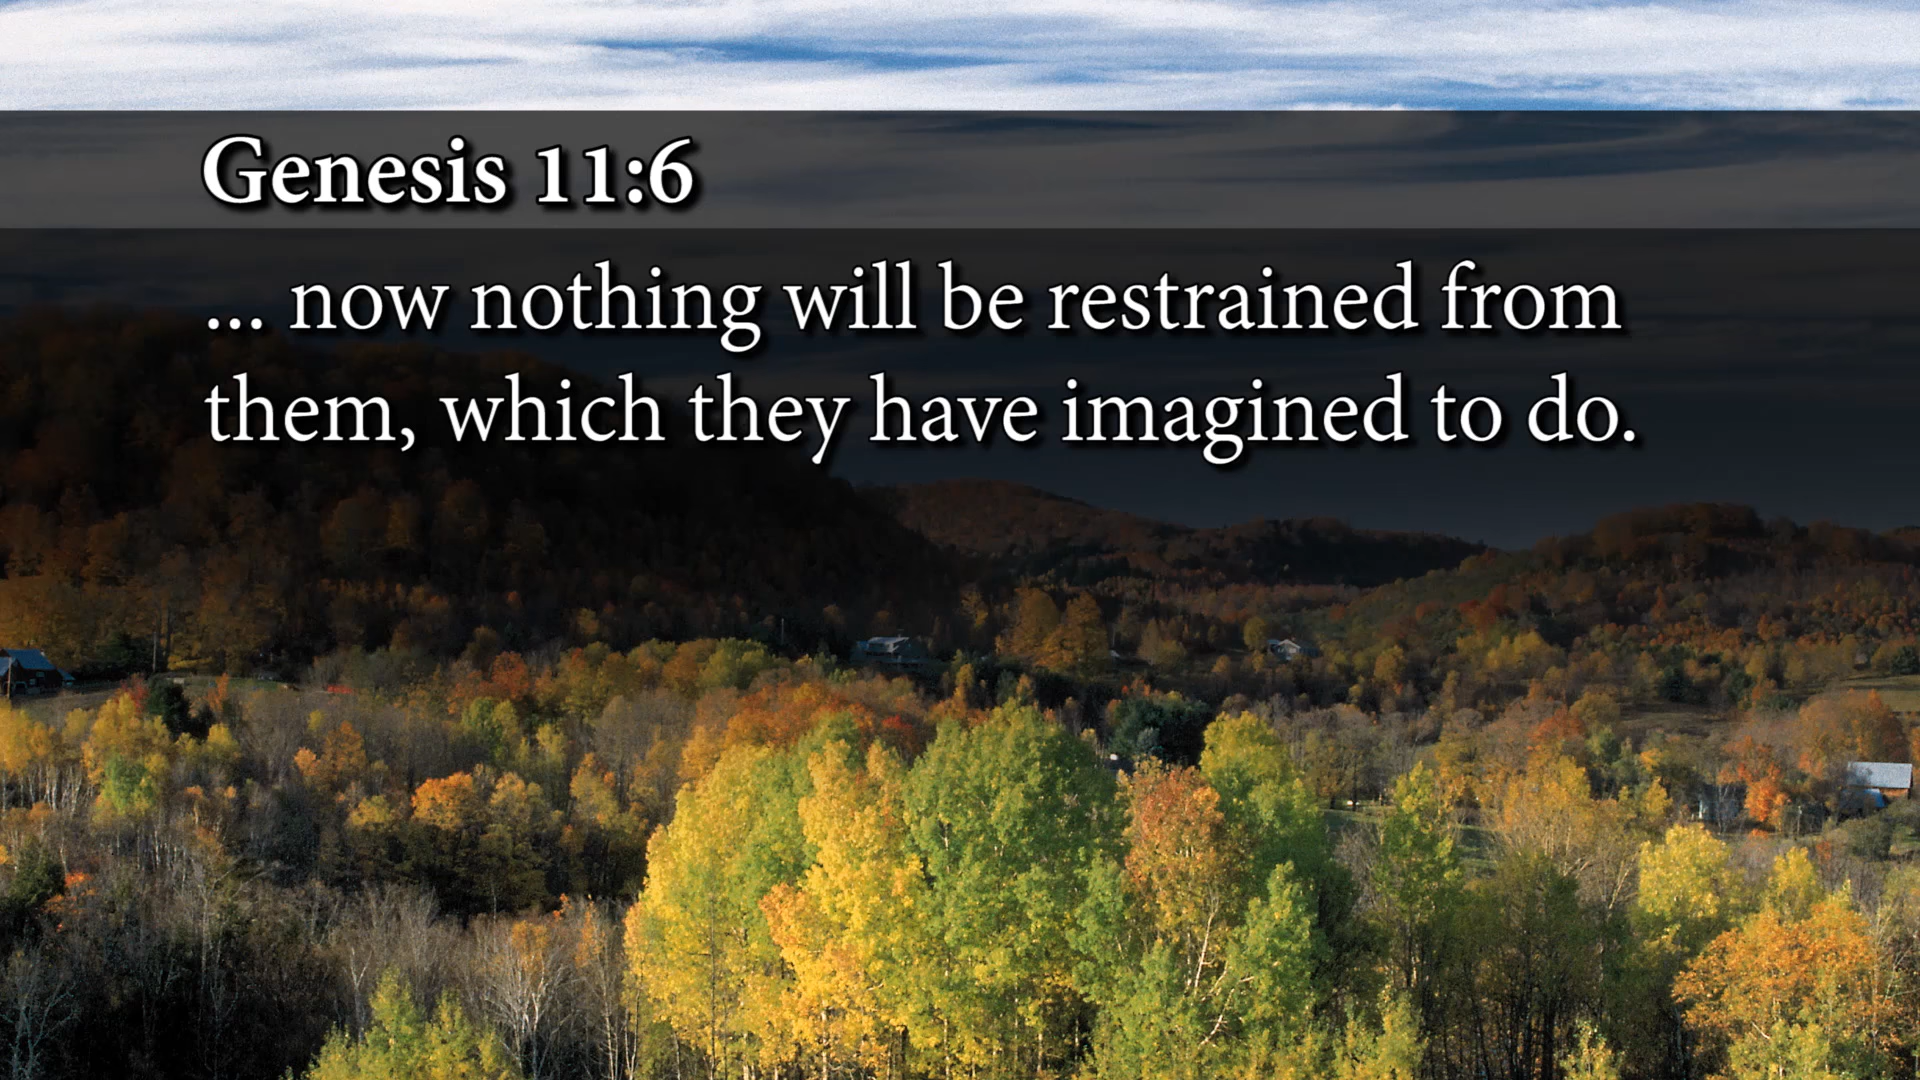 Genesis 11:6
... now nothing will be restrained from
them, which they have imagined to do.